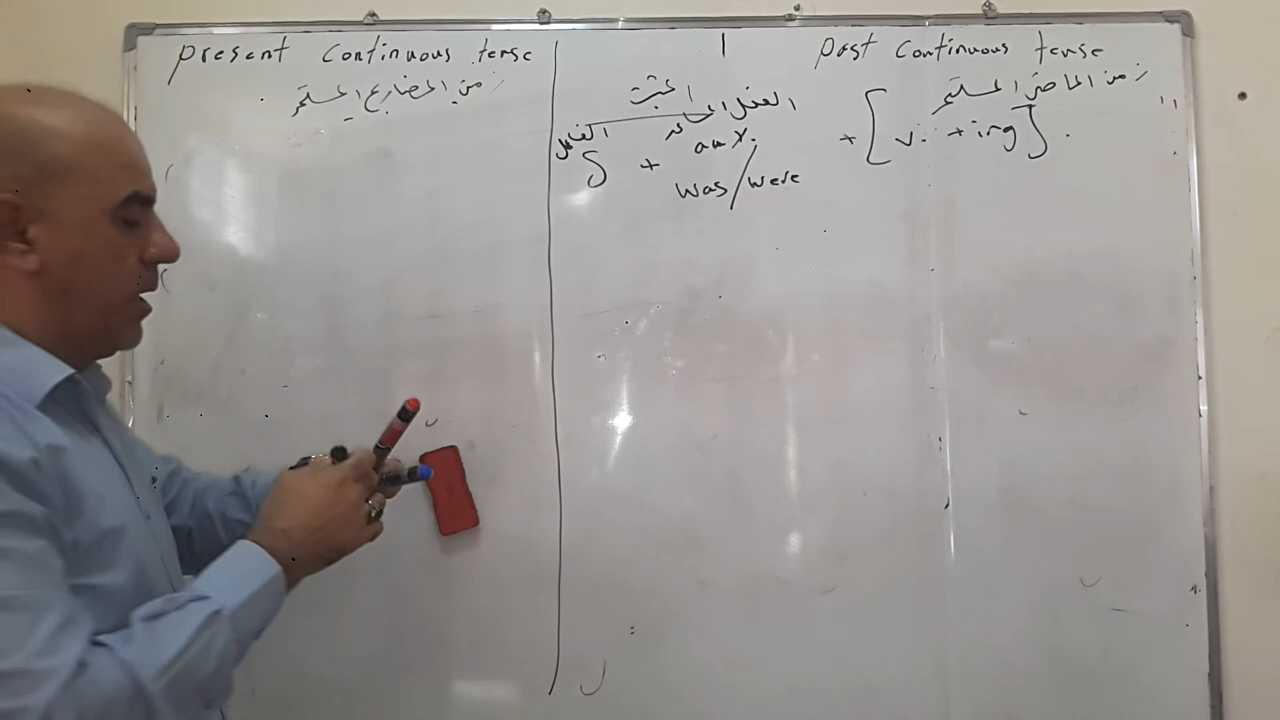 present Continuous tense
زمن المضارع المستمر
past Continuous tense
زمن الماضي المستمر
المثبت
الفعل المساعد
الفاعل
aux.
S + was/were + [v. + ing].